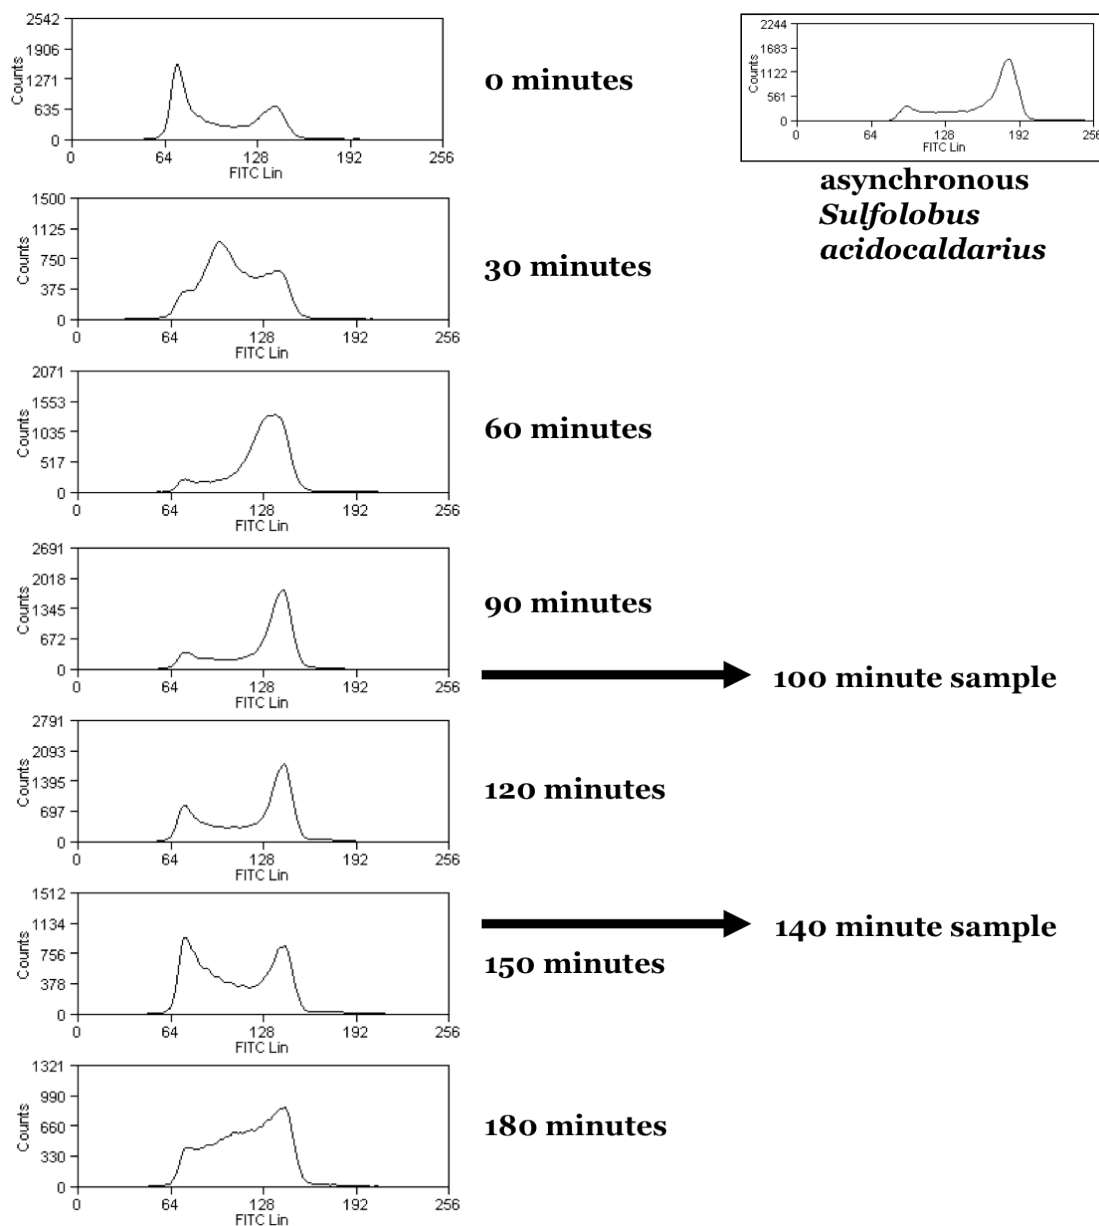 2542
1906
1271
635
0
Counts
0 64 128 192 256
FITC Lin
0 minutes
2244
1683
1122
561
0
Counts
0 64 128 192 256
FITC Lin
asynchronous
Sulfolobus
acidocaldarius
1500
1125
750
375
0
Counts
0 64 128 192 256
FITC Lin
30 minutes
2071
1553
1035
517
0
Counts
0 64 128 192 256
FITC Lin
60 minutes
2691
2018
1345
672
0
Counts
0 64 128 192 256
FITC Lin
90 minutes
100 minute sample
2791
2093
1395
697
0
Counts
0 64 128 192 256
FITC Lin
120 minutes
1512
1134
756
378
0
Counts
0 64 128 192 256
FITC Lin
140 minute sample
150 minutes
1321
990
660
330
0
Counts
0 64 128 192 256
FITC Lin
180 minutes